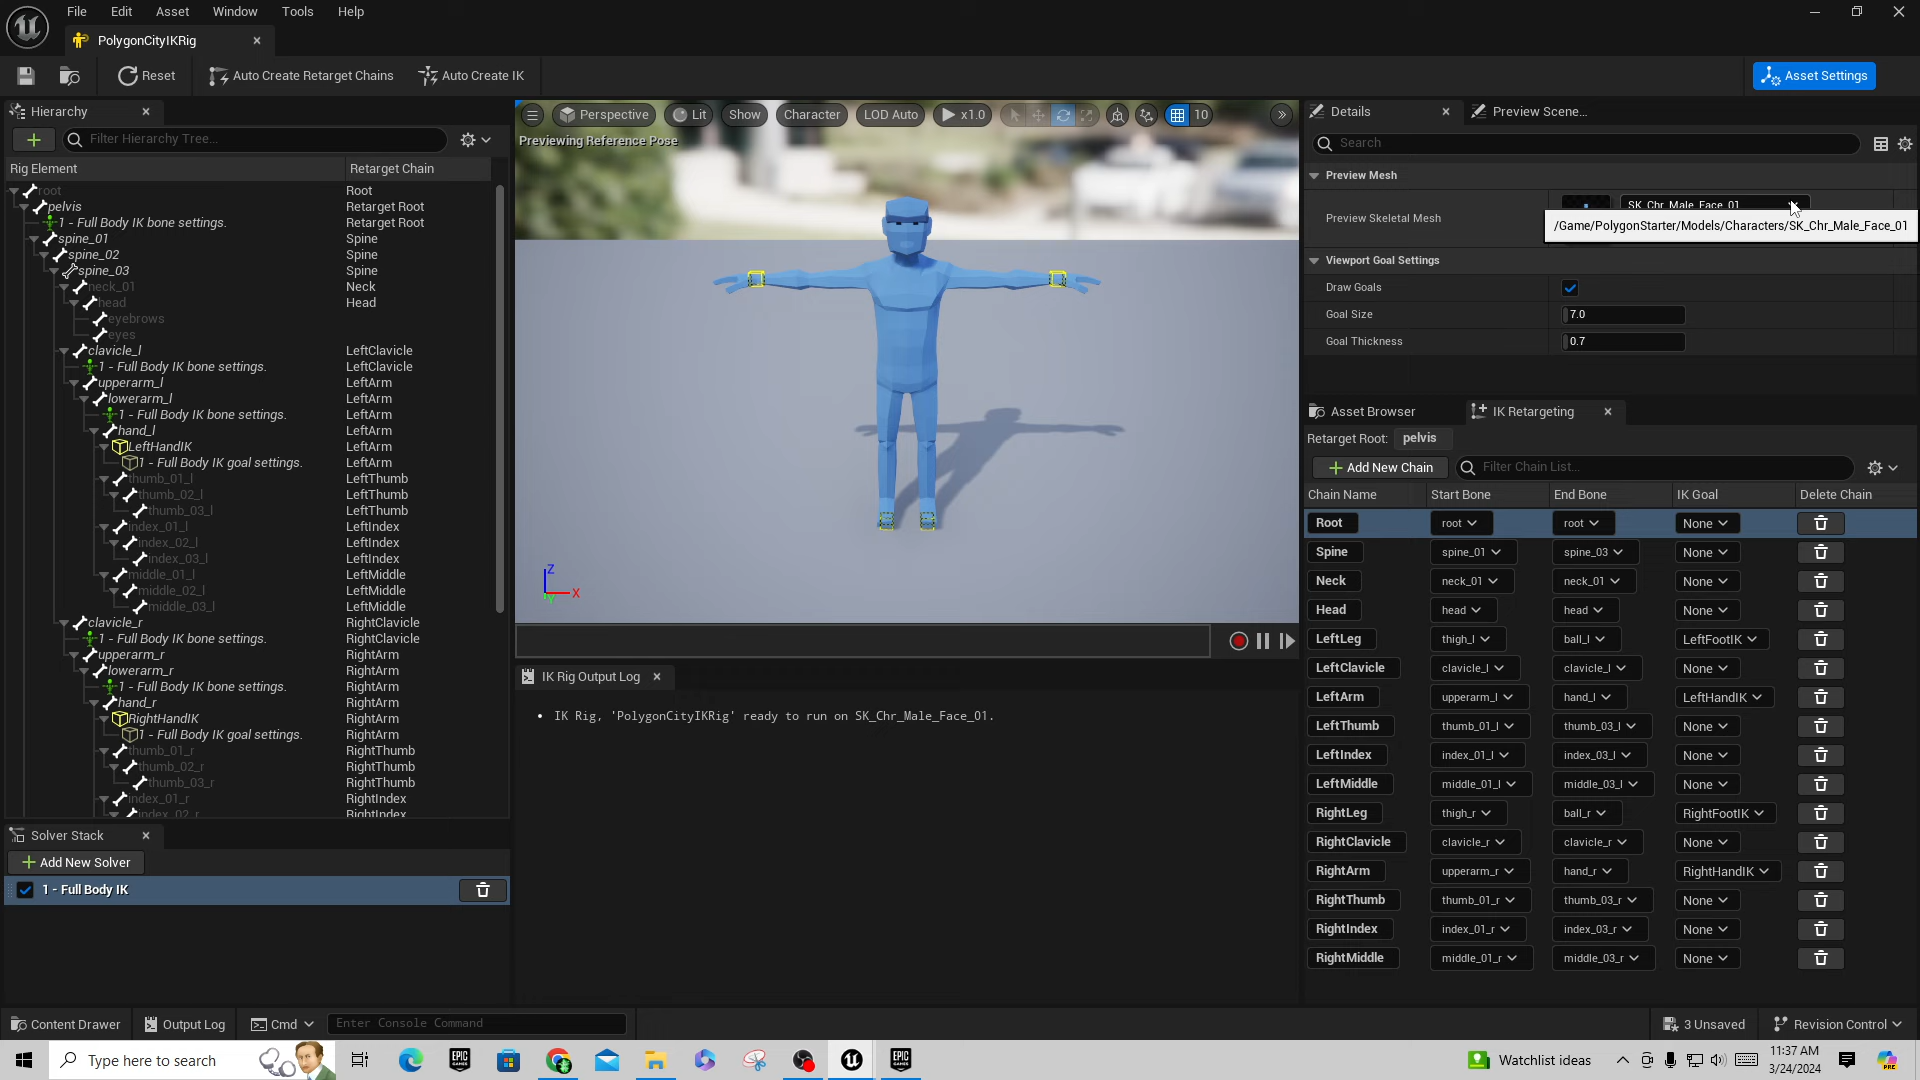 File Edit Asset Window Tools Help
PolygonCityIKRig
Reset Auto Create Retarget Chains Auto Create IK Asset Settings
Hierarchy
Filter Hierarchy Tree...
Rig Element Retarget Chain
root Root
pelvis Retarget Root
1 - Full Body IK bone settings. Retarget Root
spine_01 Spine
spine_02 Spine
spine_03 Spine
neck_01 Neck
head Head
eyebrows
eyes
clavicle_l LeftClavicle
1 - Full Body IK bone settings. LeftClavicle
upperarm_l LeftArm
lowerarm_l LeftArm
1 - Full Body IK bone settings. LeftArm
hand_l LeftArm
LeftHandIK LeftArm
1 - Full Body IK goal settings. LeftArm
thumb_01_l LeftThumb
thumb_02_l LeftThumb
thumb_03_l LeftThumb
index_01_l LeftIndex
index_02_l LeftIndex
index_03_l LeftIndex
middle_01_l LeftMiddle
middle_02_l LeftMiddle
middle_03_l LeftMiddle
clavicle_r RightClavicle
1 - Full Body IK bone settings. RightClavicle
upperarm_r RightArm
lowerarm_r RightArm
1 - Full Body IK bone settings. RightArm
hand_r RightArm
RightHandIK RightArm
1 - Full Body IK goal settings. RightArm
thumb_01_r RightThumb
thumb_02_r RightThumb
thumb_03_r RightThumb
index_01_r RightIndex
index_02_r RightIndex
Solver Stack
Add New Solver
1 - Full Body IK
Perspective Lit Show Character LOD Auto x1.0 10
Previewing Reference Pose
Z
X
Y
IK Rig Output Log
• IK Rig, 'PolygonCityIKRig' ready to run on SK_Chr_Male_Face_01.
Details Preview Scene...
Search
Preview Mesh
Preview Skeletal Mesh SK_Chr_Male_Face_01
/Game/PolygonStarter/Models/Characters/SK_Chr_Male_Face_01
Viewport Goal Settings
Draw Goals
Goal Size 7.0
Goal Thickness 0.7
Asset Browser IK Retargeting
Retarget Root: pelvis
Add New Chain Filter Chain List...
Chain Name Start Bone End Bone IK Goal Delete Chain
Root root root None
Spine spine_01 spine_03 None
Neck neck_01 neck_01 None
Head head head None
LeftLeg thigh_l ball_l LeftFootIK
LeftClavicle clavicle_l clavicle_l None
LeftArm upperarm_l hand_l LeftHandIK
LeftThumb thumb_01_l thumb_03_l None
LeftIndex index_01_l index_03_l None
LeftMiddle middle_01_l middle_03_l None
RightLeg thigh_r ball_r RightFootIK
RightClavicle clavicle_r clavicle_r None
RightArm upperarm_r hand_r RightHandIK
RightThumb thumb_01_r thumb_03_r None
RightIndex index_01_r index_03_r None
RightMiddle middle_01_r middle_03_r None
Content Drawer Output Log Cmd Enter Console Command 3 Unsaved Revision Control
Type here to search EPIC GAMES EPIC GAMES Watchlist ideas 11:37 AM
3/24/2024 PRE